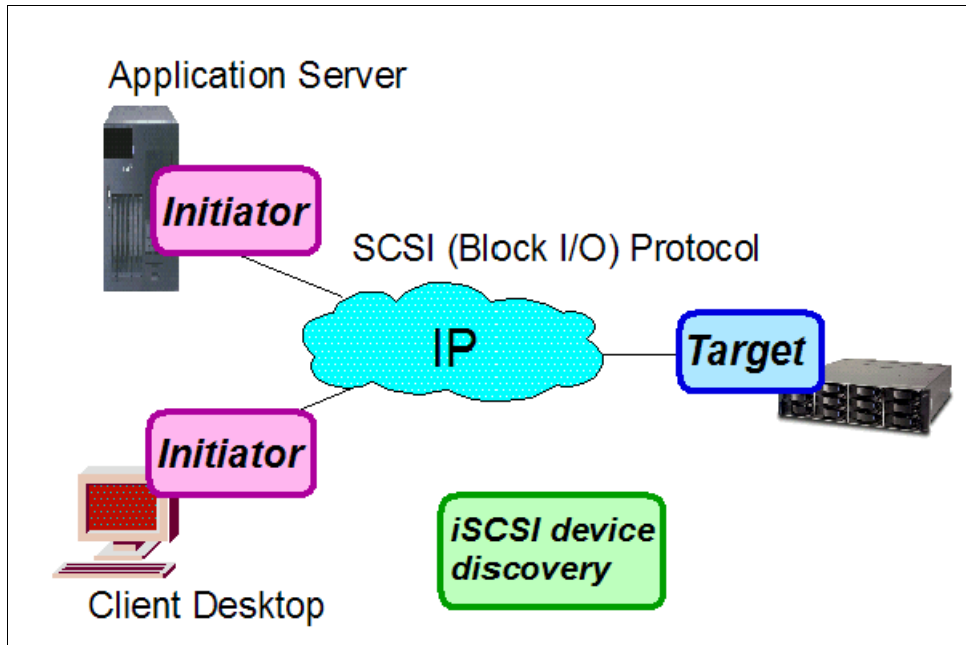 Application Server
Initiator
SCSI (Block I/O) Protocol
IP
Target
Initiator
iSCSI device
discovery
Client Desktop